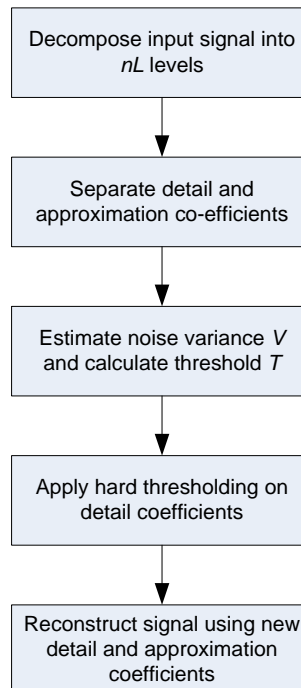 Decompose input signal into
nL levels
Separate detail and
approximation co-efficients
Estimate noise variance V
and calculate threshold T
Apply hard thresholding on
detail coefficients
Reconstruct signal using new
detail and approximation
coefficients